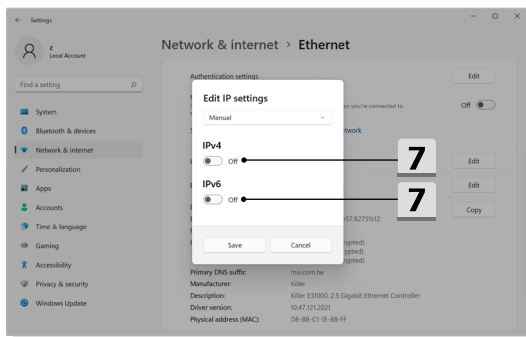 Settings
Network & internet > Ethernet
z
Local Account
Find a setting
System
Bluetooth & devices
Network & internet
Personalization
Apps
Accounts
Time & language
Gaming
Accessibility
Privacy & security
Windows Update
Authentication settings
Edit
en you're connected to
Off
twork
Edit
Edit
Copy
e57:8275%12
rypted)
ypted)
rypted)
Edit IP settings
Manual
IPv4
Off
7
IPv6
Off
7
Save
Cancel
Primary DNS suffix: msi.com.tw
Manufacturer: Killer
Description: Killer E3100G 2.5 Gigabit Ethernet Controller
Driver version: 10.47.121.2021
Physical address (MAC): D8-BB-C1-1E-8B-FF